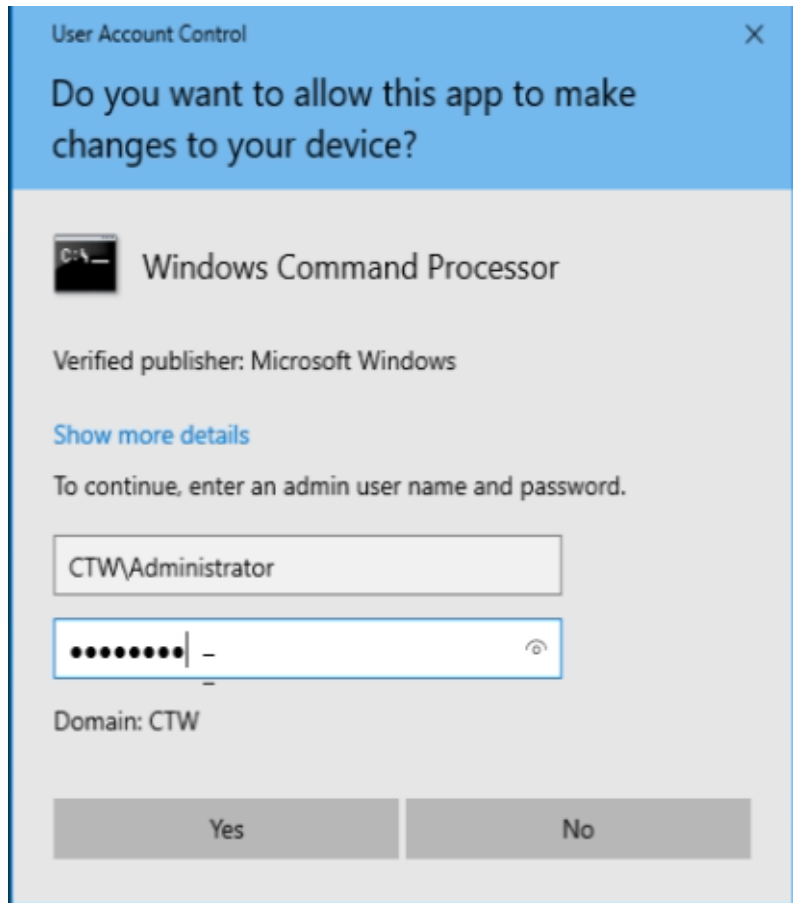 User Account Control
Do you want to allow this app to make
changes to your device?
C:\_
Windows Command Processor
Verified publisher: Microsoft Windows
Show more details
To continue, enter an admin user name and password.
CTW\Administrator
••••••••
Domain: CTW
Yes
No